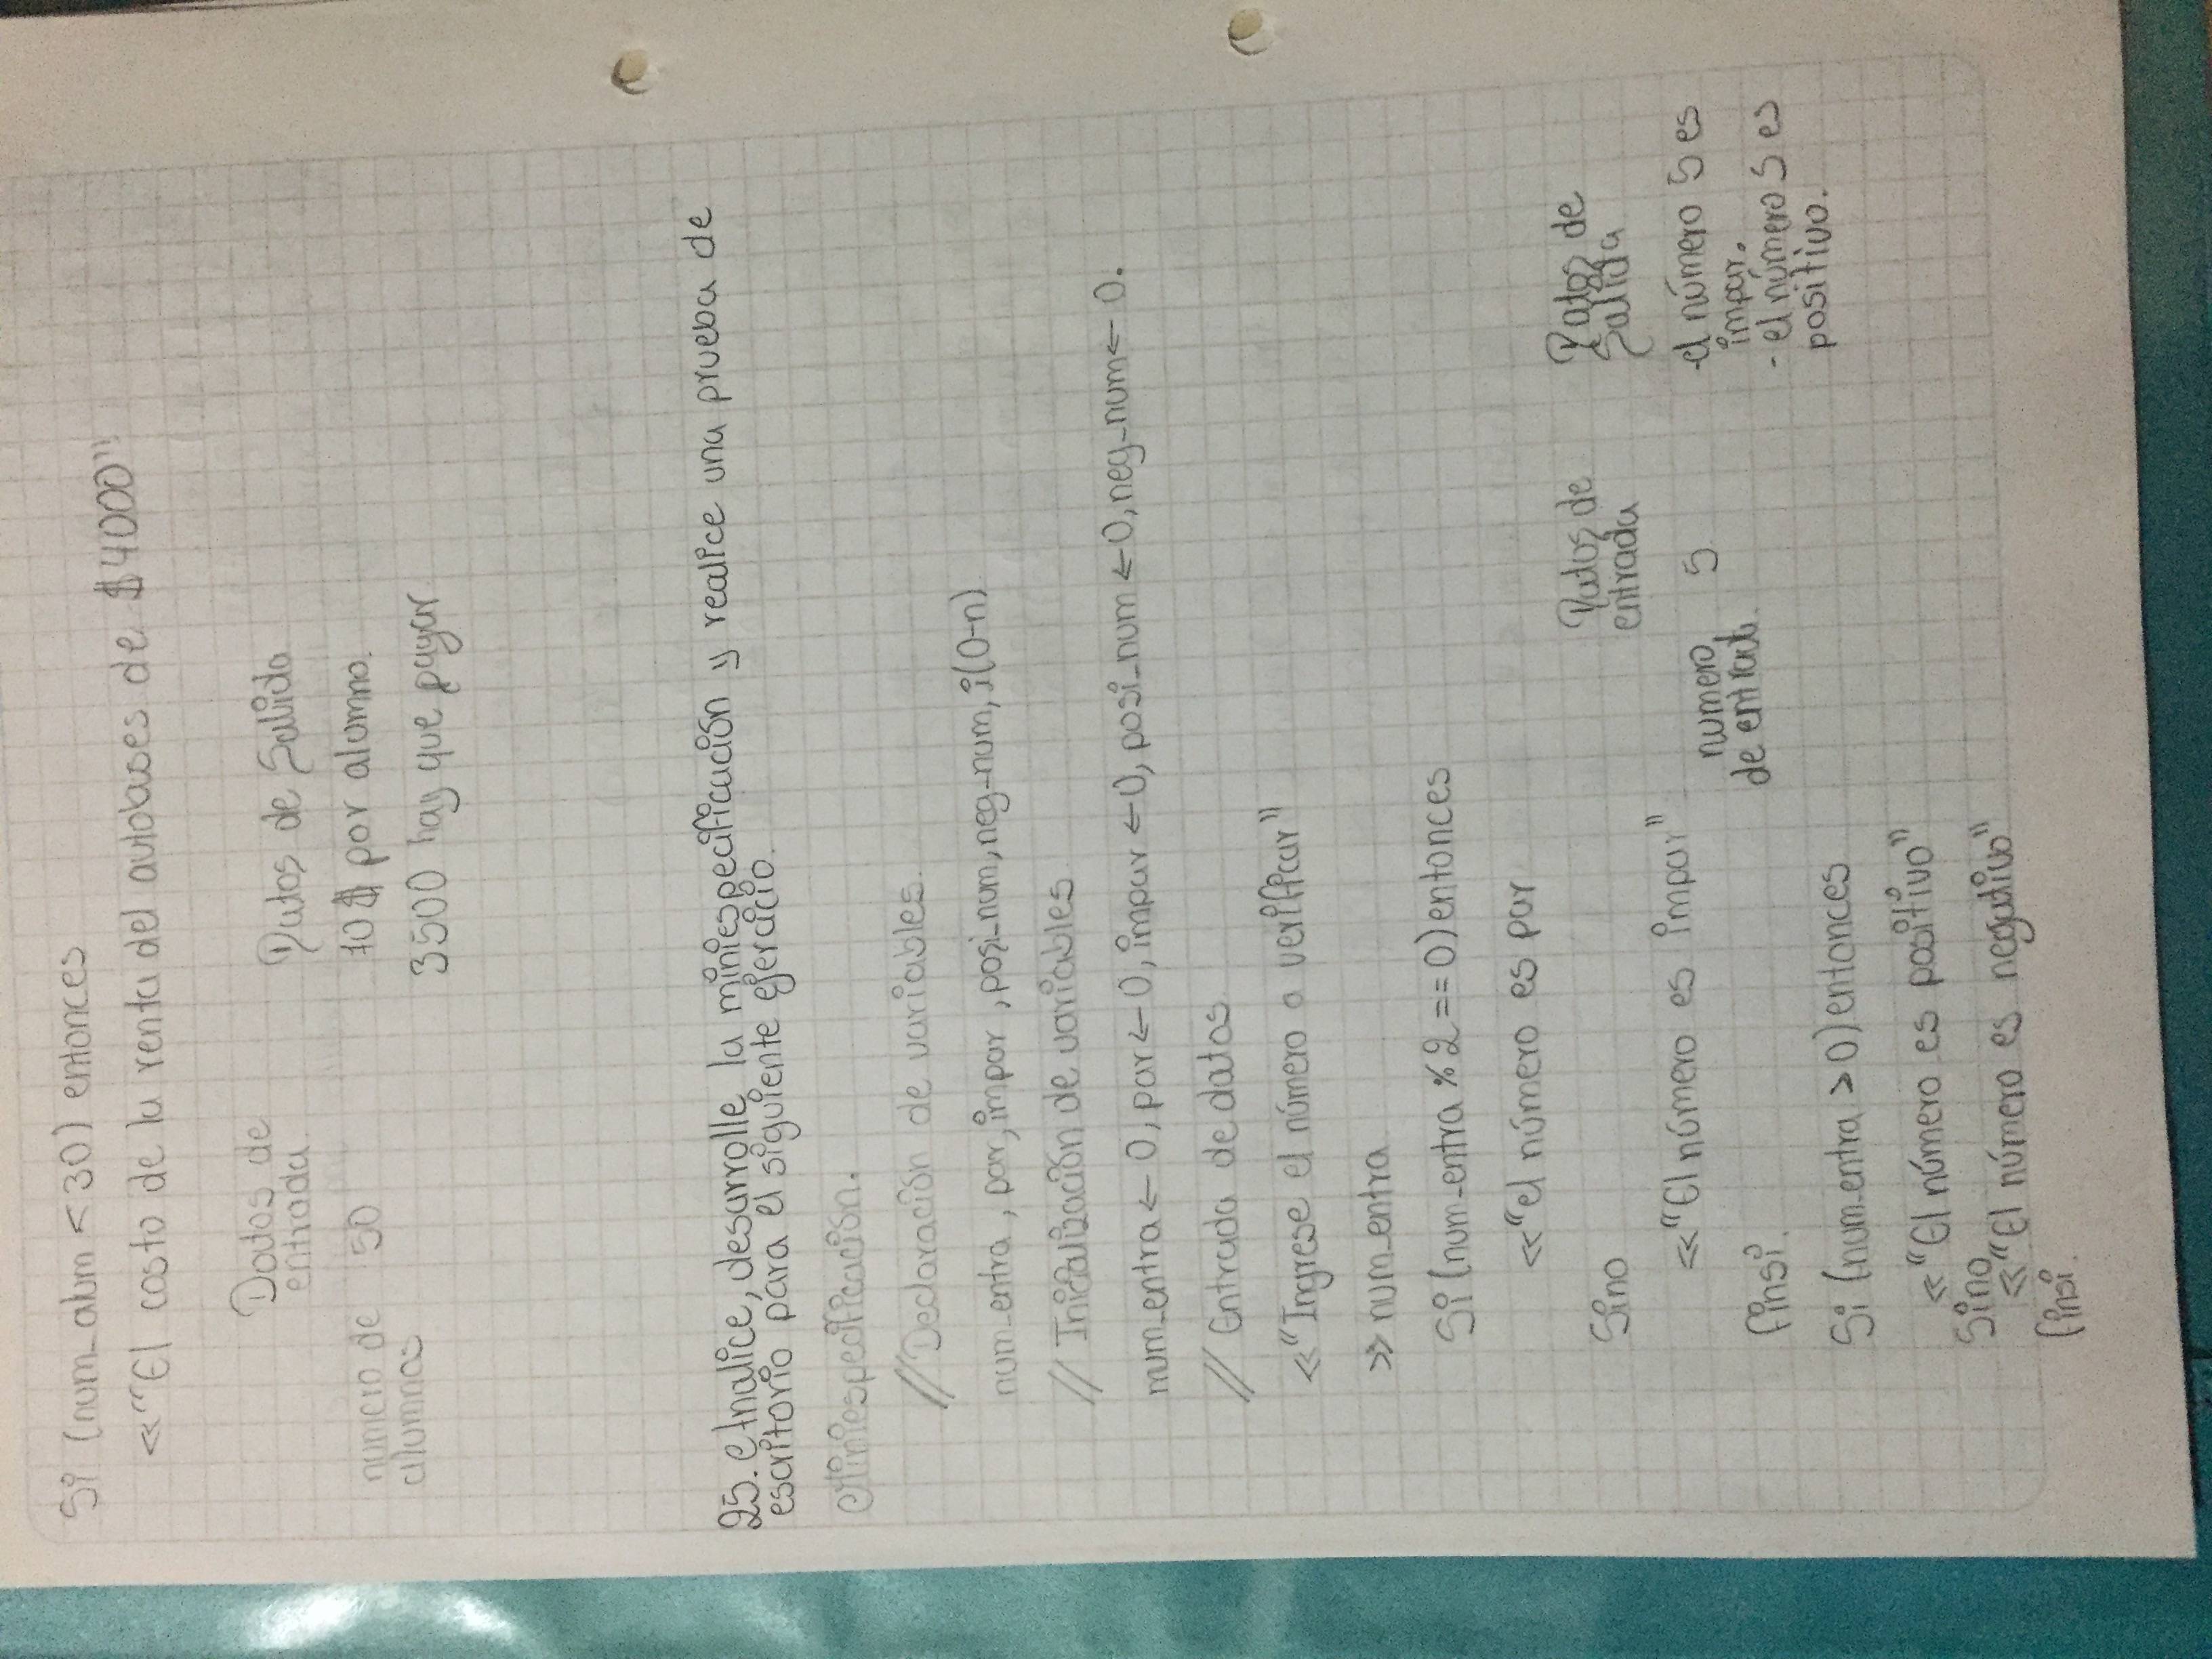 Si (num_alum < 30) entonces
<< "El costo de la renta del autobuses de $4000"
Datos de entrada
Datos de Salida
numero de alumnos
50
70 $ por alumno.
3500 hay que pagar
25. Analice, desarrolle la miniespecificación y realice una prueba de
escritorio para el siguiente ejercicio.
Miniespecificación.
// Declaración de variables.
num_entra, par, impar, posi_num, neg_num, i(0-n)
// Inicialización de variables
num_entra ← 0, par ← 0, impar ← 0, posi_num ← 0, neg_num ← 0.
// Entrada de datos
<< "Ingrese el número a verificar"
>> num_entra
Si (num_entra % 2 == 0) entonces
<< "el número es par
Sino
<< "El número es impar"
finsi.
Si (num_entra > 0) entonces
<< "El número es positivo"
Sino
<< "El número es negativo"
finsi.
Datos de
entrada
Datos de
Salida
numero
de entrada.
5
-el número 5 es
impar.
- el número 5 es
positivo.